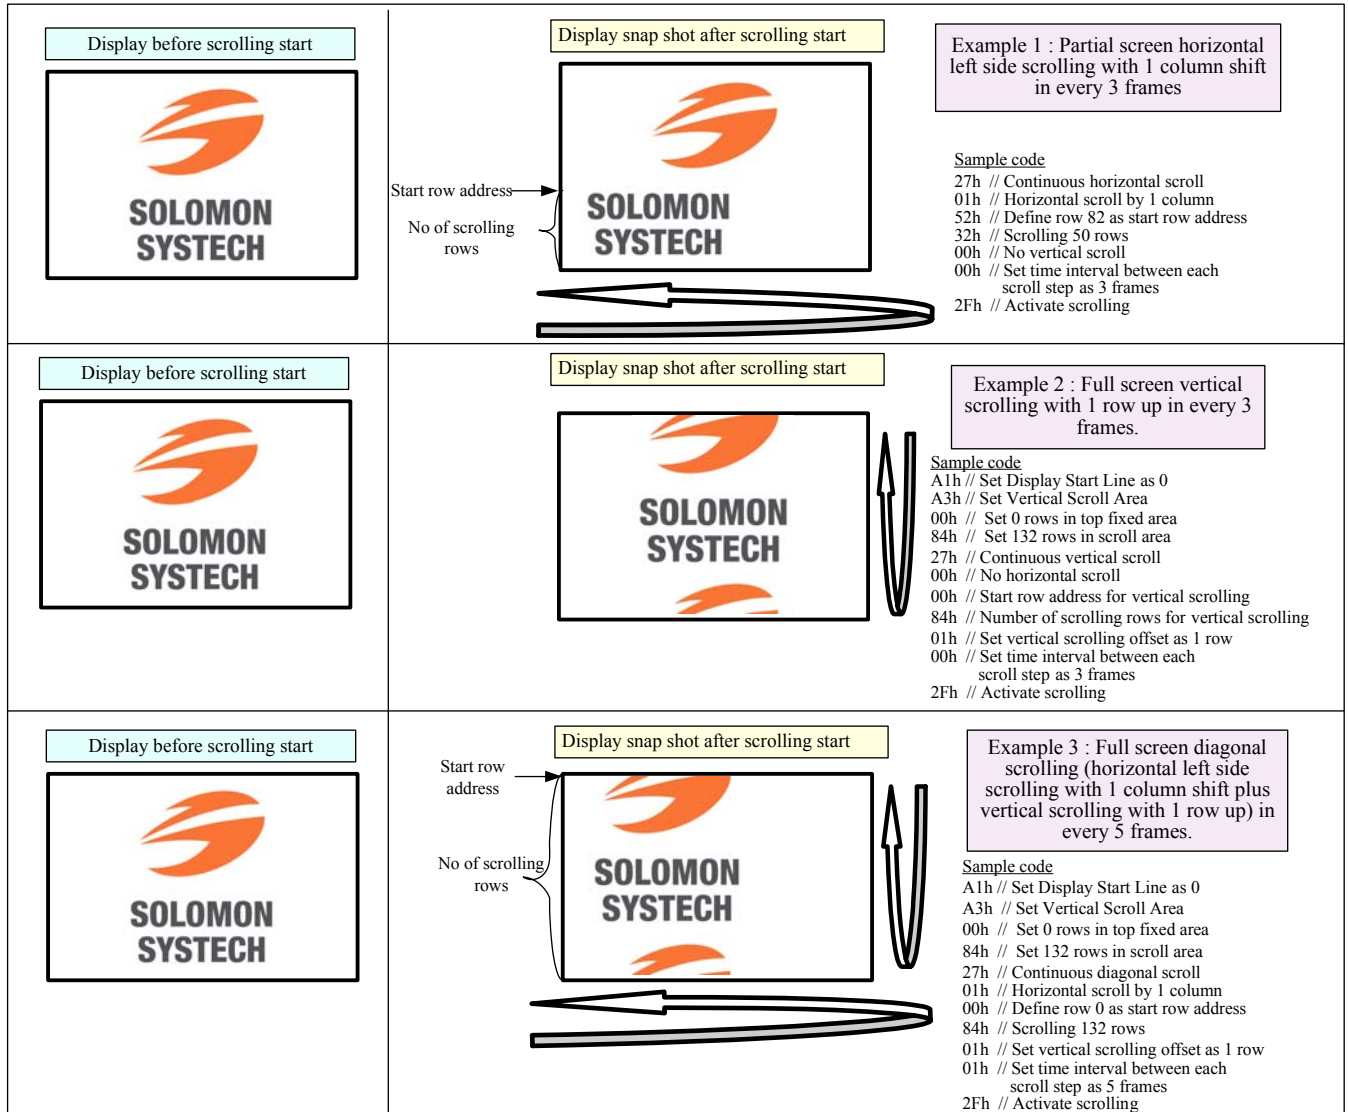 Display before scrolling start
SOLOMON
SYSTECH
Display snap shot after scrolling start
Start row address
No of scrolling
rows
SOLOMON
SYSTECH
Example 1 : Partial screen horizontal
left side scrolling with 1 column shift
in every 3 frames
Sample code
27h // Continuous horizontal scroll
01h // Horizontal scroll by 1 column
52h // Define row 82 as start row address
32h // Scrolling 50 rows
00h // No vertical scroll
00h // Set time interval between each
scroll step as 3 frames
2Fh // Activate scrolling
Display before scrolling start
SOLOMON
SYSTECH
Display snap shot after scrolling start
SOLOMON
SYSTECH
Example 2 : Full screen vertical
scrolling with 1 row up in every 3
frames.
Sample code
A1h // Set Display Start Line as 0
A3h // Set Vertical Scroll Area
00h // Set 0 rows in top fixed area
84h // Set 132 rows in scroll area
27h // Continuous vertical scroll
00h // No horizontal scroll
00h // Start row address for vertical scrolling
84h // Number of scrolling rows for vertical scrolling
01h // Set vertical scrolling offset as 1 row
00h // Set time interval between each
scroll step as 3 frames
2Fh // Activate scrolling
Display before scrolling start
SOLOMON
SYSTECH
Display snap shot after scrolling start
Start row
address
No of scrolling
rows
SOLOMON
SYSTECH
Example 3 : Full screen diagonal
scrolling (horizontal left side
scrolling with 1 column shift plus
vertical scrolling with 1 row up) in
every 5 frames.
Sample code
A1h // Set Display Start Line as 0
A3h // Set Vertical Scroll Area
00h // Set 0 rows in top fixed area
84h // Set 132 rows in scroll area
27h // Continuous diagonal scroll
01h // Horizontal scroll by 1 column
00h // Define row 0 as start row address
84h // Scrolling 132 rows
01h // Set vertical scrolling offset as 1 row
01h // Set time interval between each
scroll step as 5 frames
2Fh // Activate scrolling